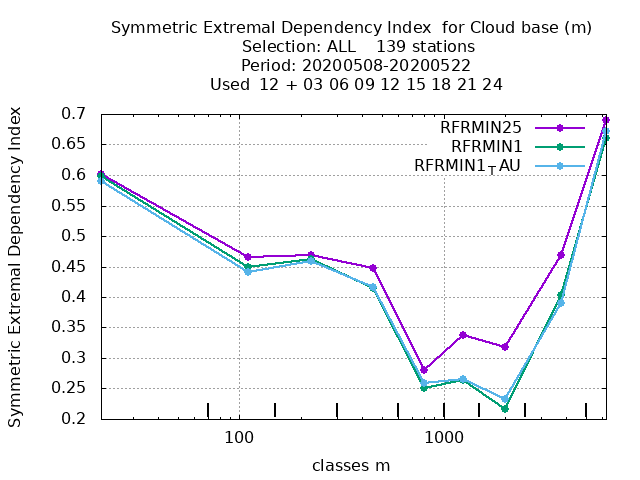 Symmetric Extremal Dependency Index  for Cloud base (m)
Selection: ALL    139 stations
Period: 20200508-20200522
Used  12 + 03 06 09 12 15 18 21 24
Symmetric Extremal Dependency Index
0.7
0.65
0.6
0.55
0.5
0.45
0.4
0.35
0.3
0.25
0.2
RFRMIN25
RFRMIN1
RFRMIN1TAU
100
1000
classes m